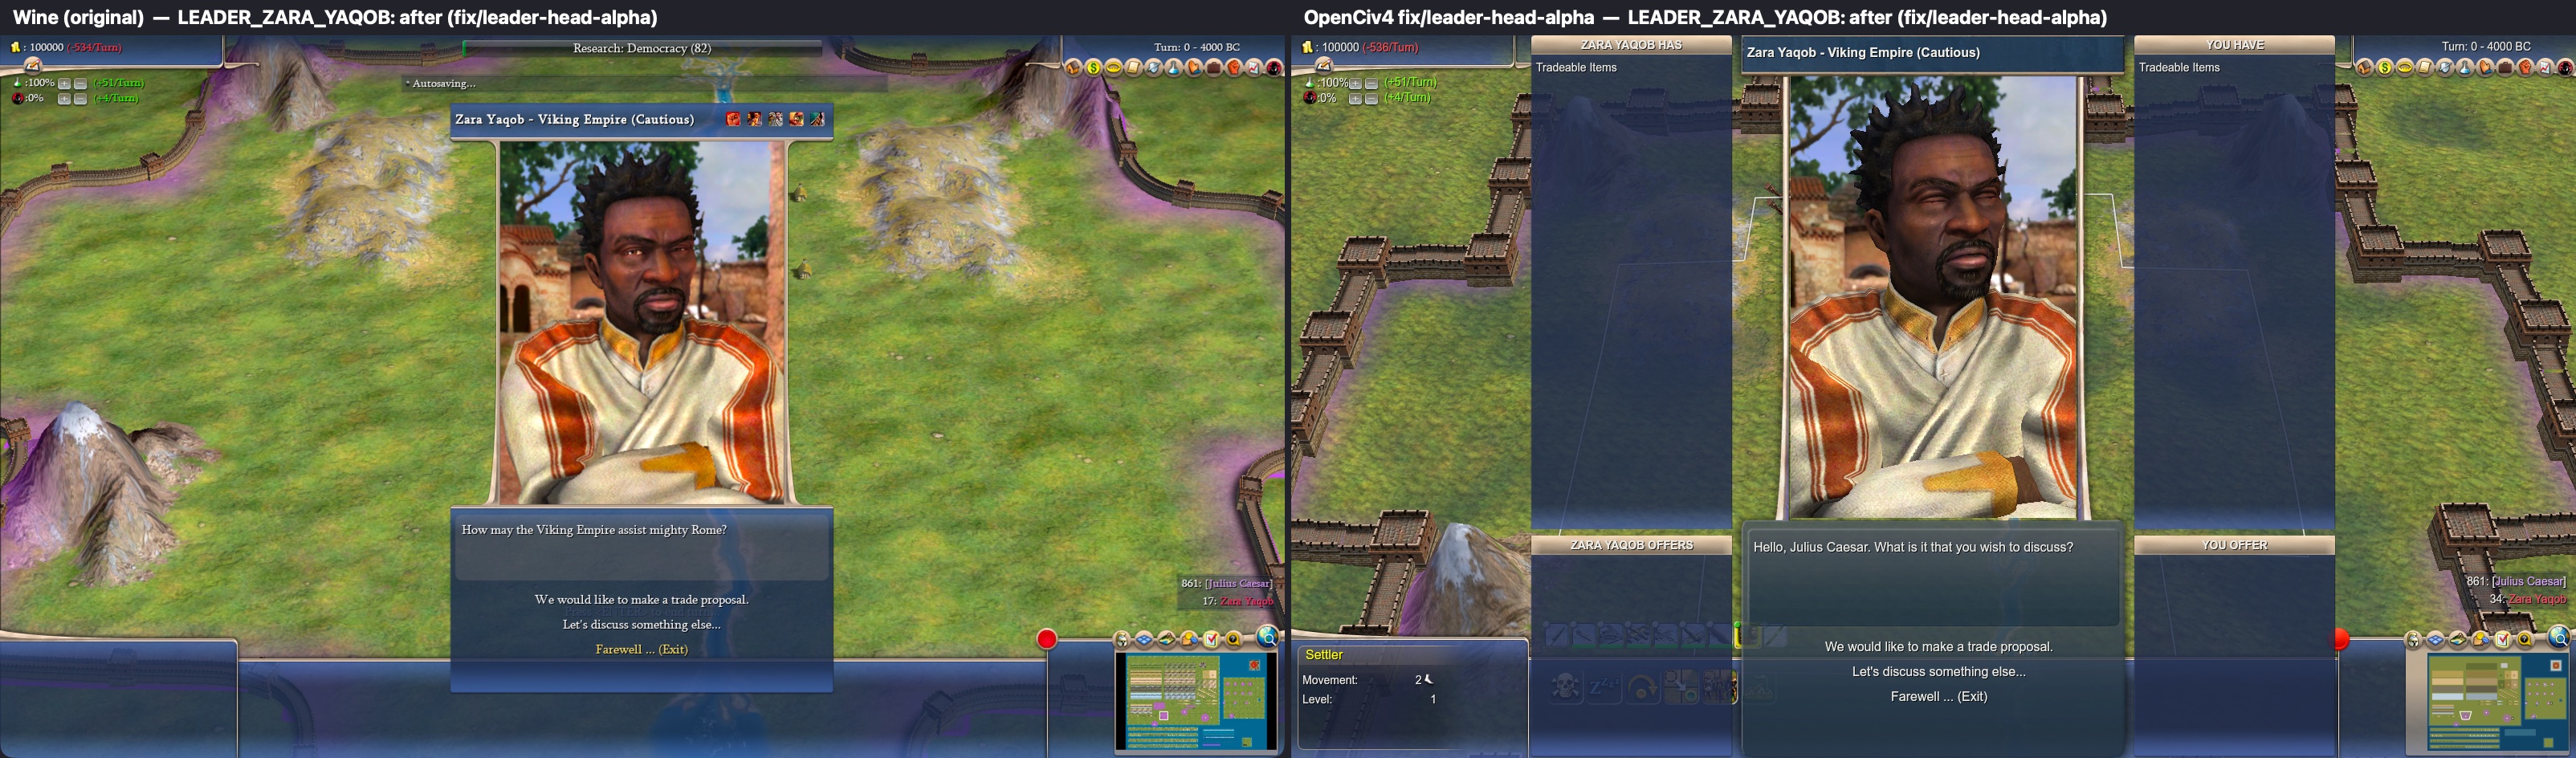 Wine (original) — LEADER_ZARA_YAQOB: after (fix/leader-head-alpha)
: 100000 (-534/Turn)
Research: Democracy (82)
Turn: 0 - 4000 BC
:100% (+51/Turn)
:0% (+4/Turn)
* Autosaving...
Zara Yaqob - Viking Empire (Cautious)
How may the Viking Empire assist mighty Rome?
We would like to make a trade proposal.
Let's discuss something else...
Farewell ... (Exit)
861: [Julius Caesar]
17: Zara Yaqob
OpenCiv4 fix/leader-head-alpha — LEADER_ZARA_YAQOB: after (fix/leader-head-alpha)
: 100000 (-536/Turn)
:100% (+51/Turn)
:0% (+4/Turn)
ZARA YAQOB HAS
Tradeable Items
Zara Yaqob - Viking Empire (Cautious)
YOU HAVE
Tradeable Items
Turn: 0 - 4000 BC
ZARA YAQOB OFFERS
YOU OFFER
Hello, Julius Caesar. What is it that you wish to discuss?
We would like to make a trade proposal.
Let's discuss something else...
Farewell ... (Exit)
861: [Julius Caesar]
34: Zara Yaqob
Settler
Movement: 2
Level: 1